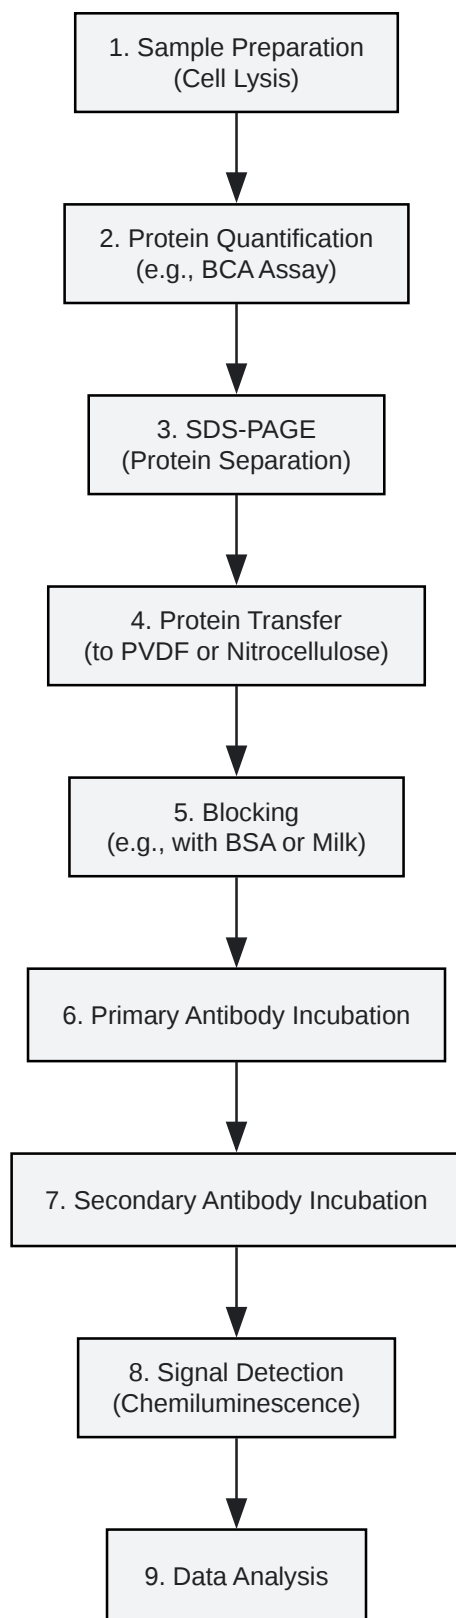 1. Sample Preparation
(Cell Lysis)
2. Protein Quantification
(e.g., BCA Assay)
3. SDS-PAGE
(Protein Separation)
4. Protein Transfer
(to PVDF or Nitrocellulose)
5. Blocking
(e.g., with BSA or Milk)
6. Primary Antibody Incubation
7. Secondary Antibody Incubation
8. Signal Detection
(Chemiluminescence)
9. Data Analysis